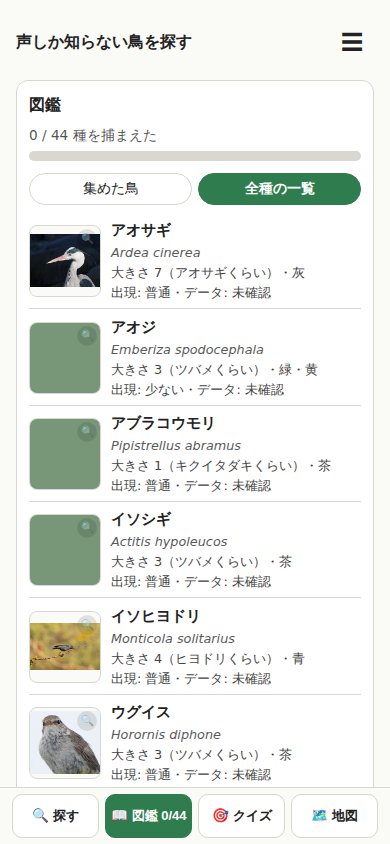 声しか知らない鳥を探す
図鑑
0 / 44 種を捕まえた
集めた鳥
全種の一覧
アオサギ
Ardea cinerea
大きさ 7（アオサギくらい）・灰
出現: 普通・データ: 未確認
アオジ
Emberiza spodocephala
大きさ 3（ツバメくらい）・緑・黄
出現: 少ない・データ: 未確認
アブラコウモリ
Pipistrellus abramus
大きさ 1（キクイタダキくらい）・茶
出現: 普通・データ: 未確認
イソシギ
Actitis hypoleucos
大きさ 3（ツバメくらい）・茶
出現: 普通・データ: 未確認
イソヒヨドリ
Monticola solitarius
大きさ 4（ヒヨドリくらい）・青
出現: 普通・データ: 未確認
ウグイス
Horornis diphone
大きさ 3（ツバメくらい）・茶
出現: 普通・データ: 未確認
探す
図鑑 0/44
クイズ
地図